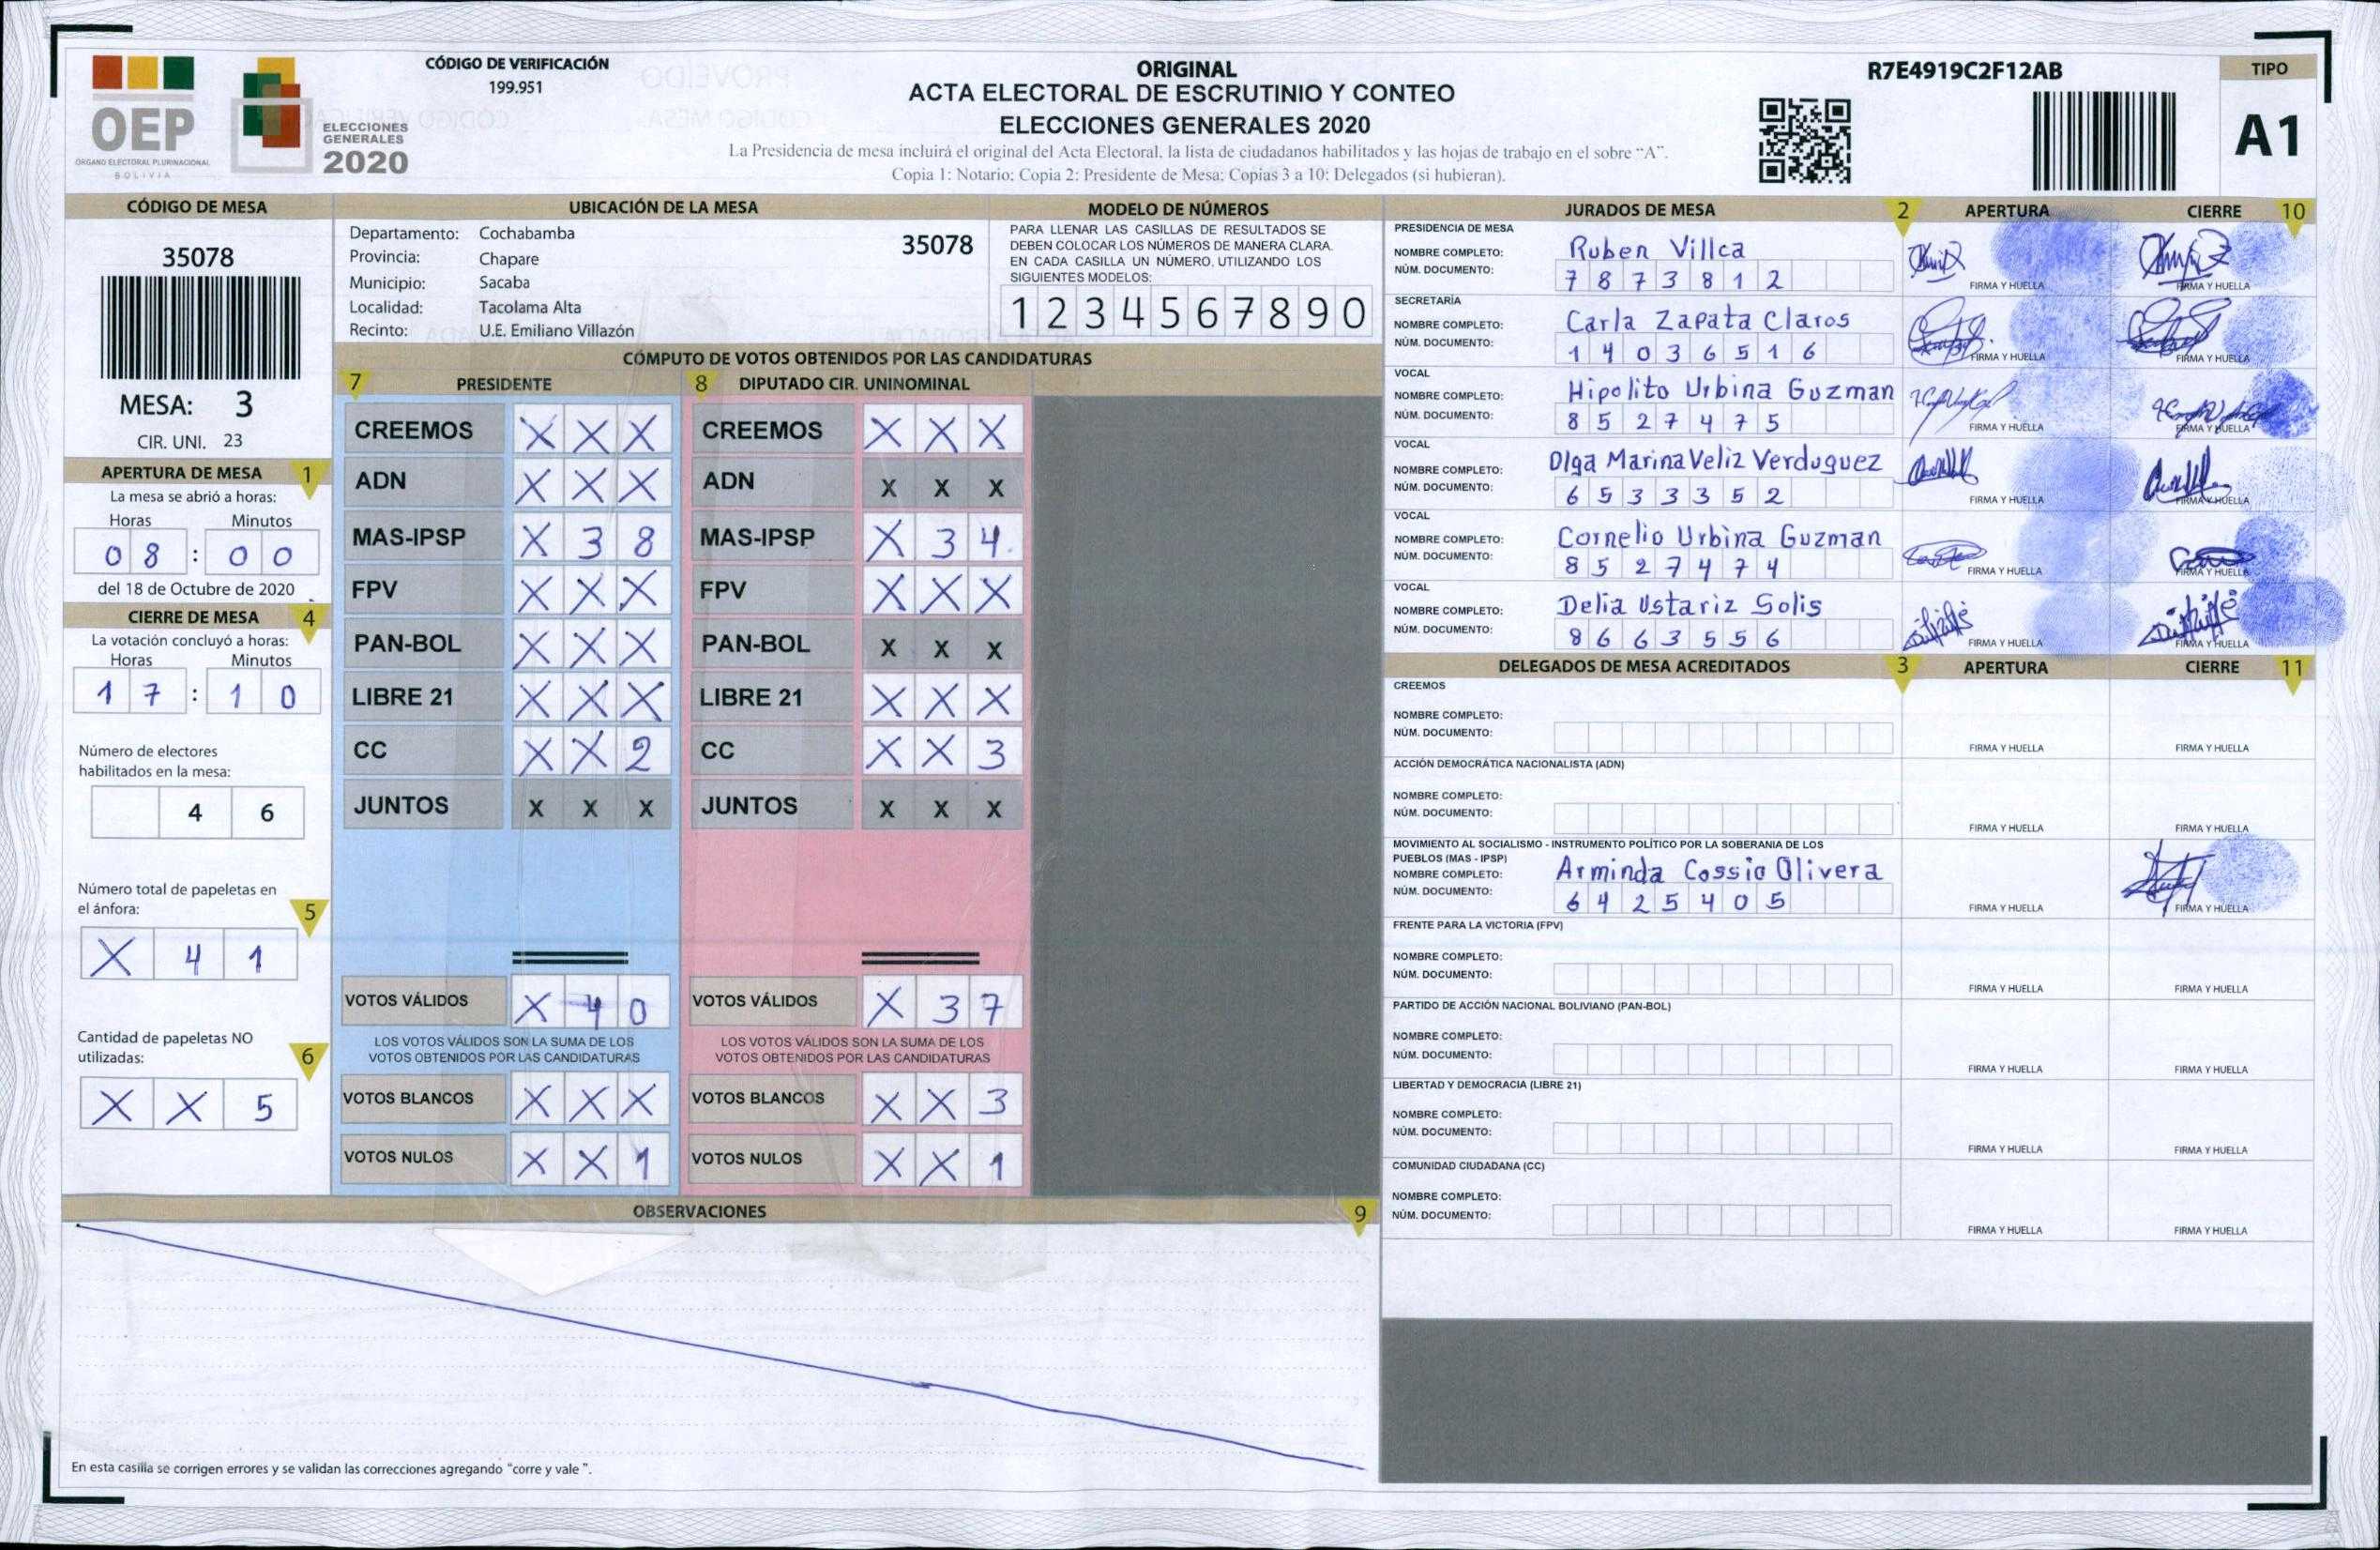 OEP
ÓRGANO ELECTORAL PLURINACIONAL
BOLIVIA
ELECCIONES
GENERALES
2020
CÓDIGO DE VERIFICACIÓN
199.951
ORIGINAL
ACTA ELECTORAL DE ESCRUTINIO Y CONTEO
ELECCIONES GENERALES 2020
La Presidencia de mesa incluirá el original del Acta Electoral, la lista de ciudadanos habilitados y las hojas de trabajo en el sobre "A".
Copia 1: Notario; Copia 2: Presidente de Mesa; Copias 3 a 10: Delegados (si hubieran).
R7E4919C2F12AB
TIPO
A1
CÓDIGO DE MESA
35078
MESA: 3
CIR. UNI. 23
APERTURA DE MESA 1
La mesa se abrió a horas:
Horas Minutos
0 8 : 0 0
del 18 de Octubre de 2020
CIERRE DE MESA 4
La votación concluyó a horas:
Horas Minutos
1 7 : 1 0
Número de electores
habilitados en la mesa:
4 6
Número total de papeletas en
el ánfora: 5
X 4 1
Cantidad de papeletas NO
utilizadas: 6
X X 5
UBICACIÓN DE LA MESA
Departamento: Cochabamba
35078
Provincia: Chapare
Municipio: Sacaba
Localidad: Tacolama Alta
Recinto: U.E. Emiliano Villazón
MODELO DE NÚMEROS
PARA LLENAR LAS CASILLAS DE RESULTADOS SE
DEBEN COLOCAR LOS NÚMEROS DE MANERA CLARA.
EN CADA CASILLA UN NÚMERO, UTILIZANDO LOS
SIGUIENTES MODELOS:
1 2 3 4 5 6 7 8 9 0
CÓMPUTO DE VOTOS OBTENIDOS POR LAS CANDIDATURAS
7 PRESIDENTE
CREEMOS X X X
ADN X X X
MAS-IPSP X 3 8
FPV X X X
PAN-BOL X X X
LIBRE 21 X X X
CC X X 2
JUNTOS X X X
VOTOS VÁLIDOS X 4 0
LOS VOTOS VÁLIDOS SON LA SUMA DE LOS
VOTOS OBTENIDOS POR LAS CANDIDATURAS
VOTOS BLANCOS X X X
VOTOS NULOS X X 1
8 DIPUTADO CIR. UNINOMINAL
CREEMOS X X X
ADN X X X
MAS-IPSP X 3 4
FPV X X X
PAN-BOL X X X
LIBRE 21 X X X
CC X X 3
JUNTOS X X X
VOTOS VÁLIDOS X 3 7
LOS VOTOS VÁLIDOS SON LA SUMA DE LOS
VOTOS OBTENIDOS POR LAS CANDIDATURAS
VOTOS BLANCOS X X 3
VOTOS NULOS X X 1
OBSERVACIONES 9
En esta casilla se corrigen errores y se validan las correcciones agregando "corre y vale ".
JURADOS DE MESA 2 APERTURA CIERRE 10
PRESIDENCIA DE MESA
NOMBRE COMPLETO: Ruben Villca
NÚM. DOCUMENTO: 7 8 7 3 8 1 2
FIRMA Y HUELLA FIRMA Y HUELLA
SECRETARÍA
NOMBRE COMPLETO: Carla Zapata Claros
NÚM. DOCUMENTO: 1 4 0 3 6 5 1 6
FIRMA Y HUELLA FIRMA Y HUELLA
VOCAL
NOMBRE COMPLETO: Hipolito Urbina Guzman
NÚM. DOCUMENTO: 8 5 2 7 4 7 5
FIRMA Y HUELLA FIRMA Y HUELLA
VOCAL
NOMBRE COMPLETO: Olga Marina Veliz Verduguez
NÚM. DOCUMENTO: 6 5 3 3 3 5 2
FIRMA Y HUELLA FIRMA Y HUELLA
VOCAL
NOMBRE COMPLETO: Cornelio Urbina Guzman
NÚM. DOCUMENTO: 8 5 2 7 4 7 4
FIRMA Y HUELLA FIRMA Y HUELLA
VOCAL
NOMBRE COMPLETO: Delia Ustariz Solis
NÚM. DOCUMENTO: 8 6 6 3 5 5 6
FIRMA Y HUELLA FIRMA Y HUELLA
DELEGADOS DE MESA ACREDITADOS 3 APERTURA CIERRE 11
CREEMOS
NOMBRE COMPLETO:
NÚM. DOCUMENTO:
FIRMA Y HUELLA FIRMA Y HUELLA
ACCIÓN DEMOCRÁTICA NACIONALISTA (ADN)
NOMBRE COMPLETO:
NÚM. DOCUMENTO:
FIRMA Y HUELLA FIRMA Y HUELLA
MOVIMIENTO AL SOCIALISMO - INSTRUMENTO POLÍTICO POR LA SOBERANIA DE LOS
PUEBLOS (MAS - IPSP)
NOMBRE COMPLETO: Arminda Cossio Olivera
NÚM. DOCUMENTO: 6 4 2 5 4 0 5
FIRMA Y HUELLA FIRMA Y HUELLA
FRENTE PARA LA VICTORIA (FPV)
NOMBRE COMPLETO:
NÚM. DOCUMENTO:
FIRMA Y HUELLA FIRMA Y HUELLA
PARTIDO DE ACCIÓN NACIONAL BOLIVIANO (PAN-BOL)
NOMBRE COMPLETO:
NÚM. DOCUMENTO:
FIRMA Y HUELLA FIRMA Y HUELLA
LIBERTAD Y DEMOCRACIA (LIBRE 21)
NOMBRE COMPLETO:
NÚM. DOCUMENTO:
FIRMA Y HUELLA FIRMA Y HUELLA
COMUNIDAD CIUDADANA (CC)
NOMBRE COMPLETO:
NÚM. DOCUMENTO:
FIRMA Y HUELLA FIRMA Y HUELLA